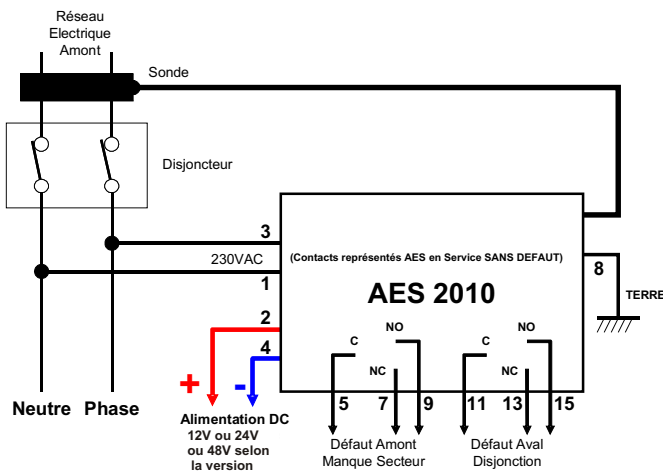 Réseau
Electrique
Amont
Sonde
Disjoncteur
3
230VAC
(Contacts représentés AES en Service SANS DEFAUT)
8
1
AES 2010
TERRE
2
NO
NO
C
C
4
NC
NC
+
-
5
7
9
11
13
15
Neutre
Phase
Alimentation DC
12V ou 24V
ou 48V selon
la version
Défaut Amont
Manque Secteur
Défaut Aval
Disjonction